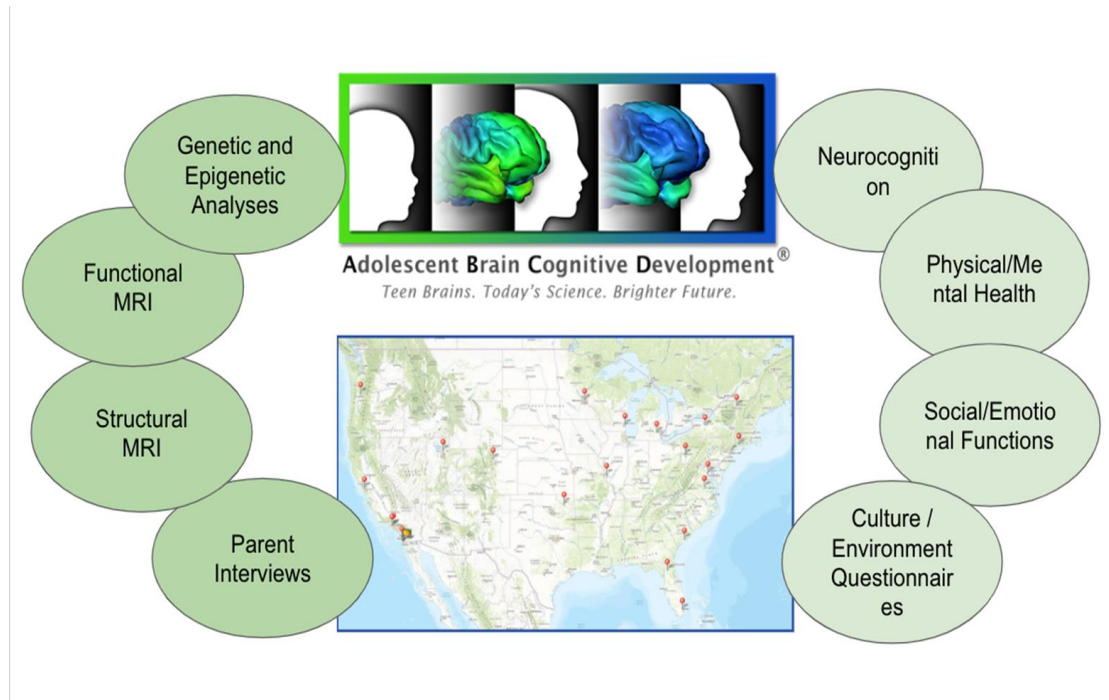 Genetic and
Epigenetic
Analyses
Functional
MRI
Structural
MRI
Parent
Interviews
Adolescent Brain Cognitive Development®
Teen Brains. Today's Science. Brighter Future.
Neurocogniti
on
Physical/Me
ntal Health
Social/Emotio
nal Functions
Culture /
Environment
Questionnair
es